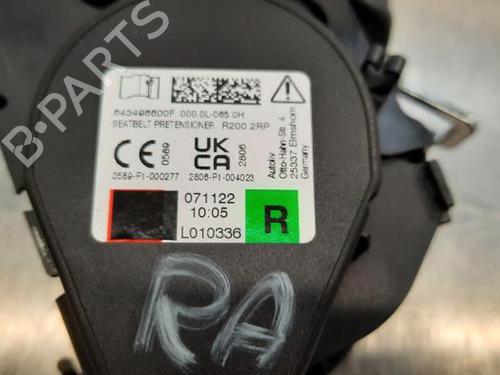 643496600F 000 0L-065 0H
SEATBELT PRETENSIONER R200.2RP
CE 0589
UK CA 2806
0589-P1-000277 2806-P1-004023
Autoliv
Otto-Hahn-Str. 4
25337 Elmshorn
Germany
071122
10:05
L010336
R
RA